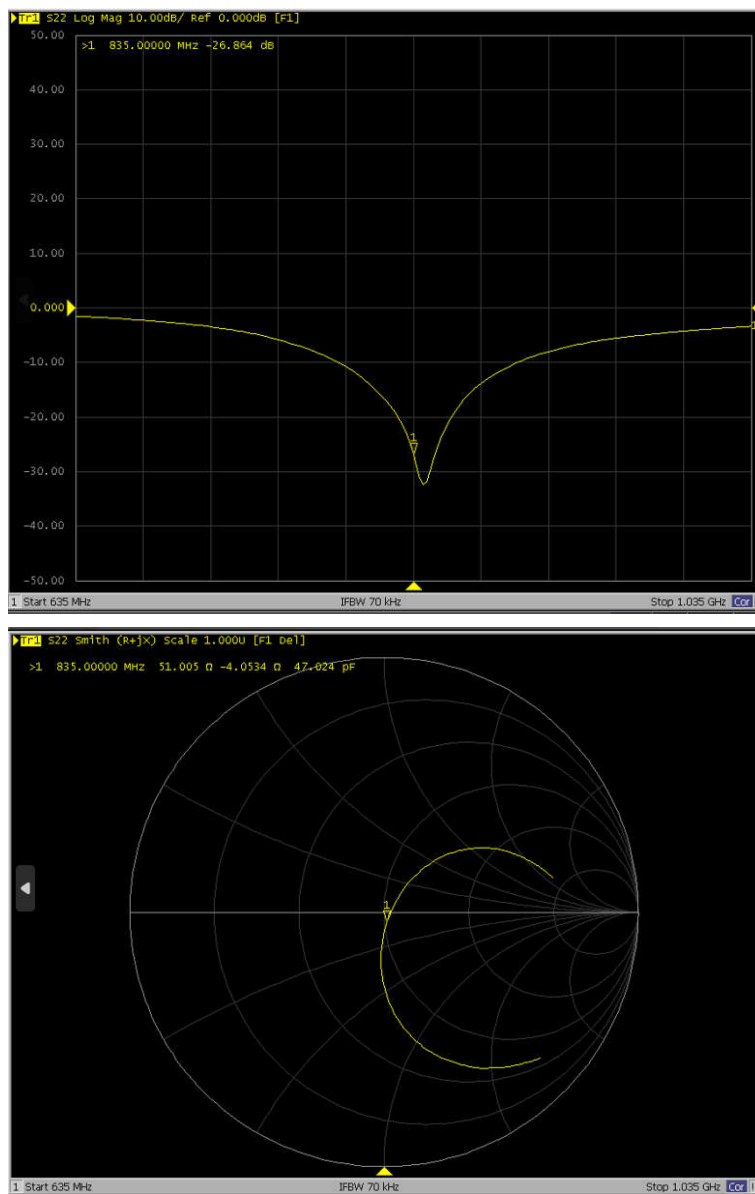 Tr1 S22 Log Mag 10.00dB/ Ref 0.000dB [F1]
50.00
>1 835.00000 MHz -26.864 dB
40.00
30.00
20.00
10.00
0.000
1
-10.00
-20.00
1
-30.00
-40.00
-50.00
1 Start 635 MHz IFBW 70 kHz Stop 1.035 GHz Cor
Tr1 S22 Smith (R+jX) Scale 1.000U [F1 Del]
>1 835.00000 MHz 51.005 Ω -4.0534 Ω 47.024 pF
1
1 Start 635 MHz IFBW 70 kHz Stop 1.035 GHz Cor